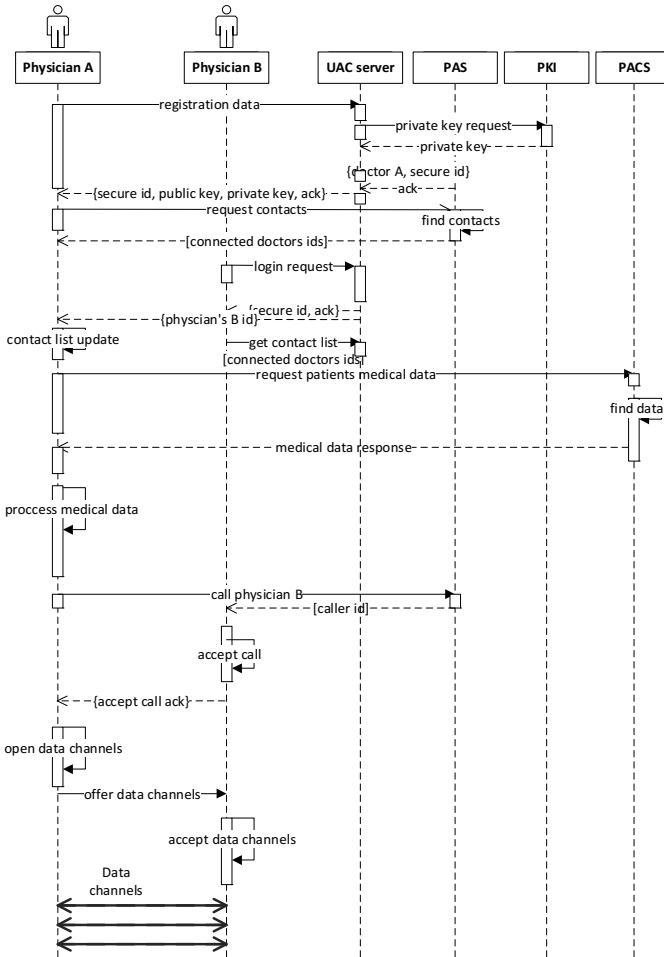 Physician A
Physician B
UAC server
PAS
PKI
PACS
registration data
private key request
private key
{doctor A, secure id}
ack
{secure id, public key, private key, ack}
request contacts
find contacts
[connected doctors ids]
login request
{secure id, ack}
{physcian's B id}
contact list update
get contact list
[connected doctors ids]
request patients medical data
find data
medical data response
proccess medical data
call physician B
[caller id]
accept call
{accept call ack}
open data channels
offer data channels
accept data channels
Data
channels